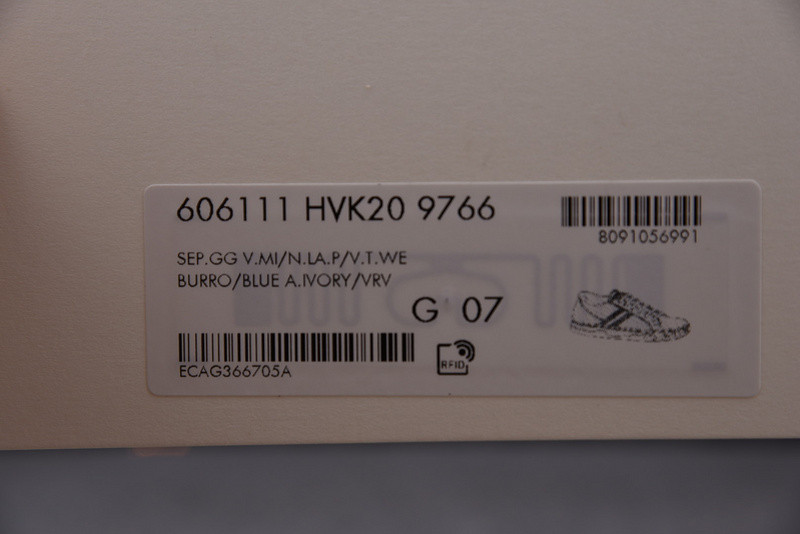 606111 HVK20 9766
8091056991
SEP.GG V.MI/N.LA.P/V.T.WE
BURRO/BLUE A.IVORY/VRV
G 07
ECAG366705A
RFID